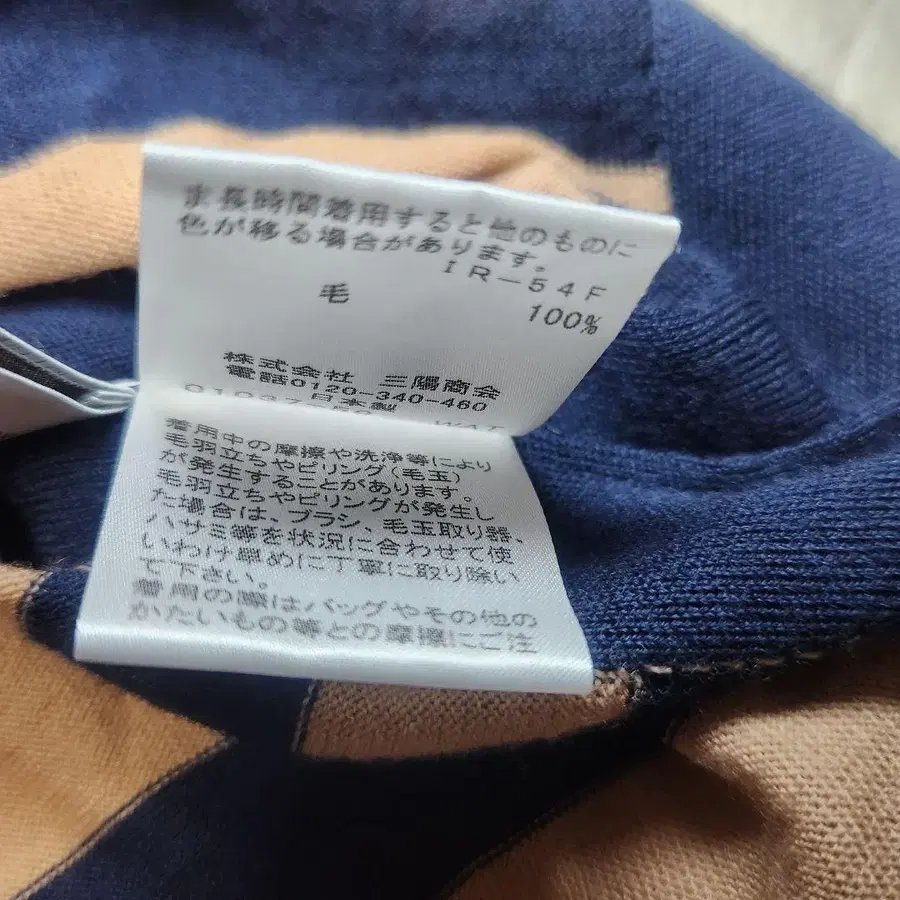 ま長時間着用すると他のものに
色が移る場合があります。
IR-54F
毛 100%
株式会社 三陽商会
電話0120-340-460
日本製
着用中の摩擦や洗浄等により
毛羽立ちやピリング(毛玉)
が発生することがあります。
毛羽立ちやピリングが発生し
た場合は、ブラシ、毛玉取り器、
ハサミ等を状況に合わせて使
いわけ早めに丁寧に取り除い
て下さい。
着用の際はバッグやその他の
かたいもの等との摩擦にご注